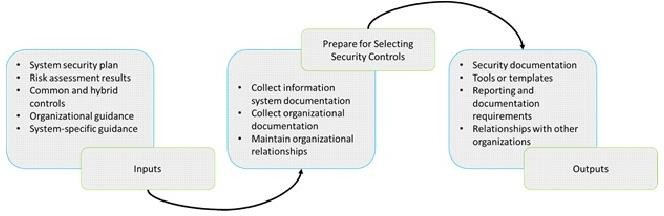 • System security plan
• Risk assessment results
• Common and hybrid
controls
• Organizational guidance
• System-specific guidance
Inputs
Prepare for Selecting
Security Controls
• Collect information
system documentation
• Collect organizational
documentation
• Maintain organizational
relationships
• Security documentation
• Tools or templates
• Reporting and
documentation
requirements
• Relationships with other
organizations
Outputs